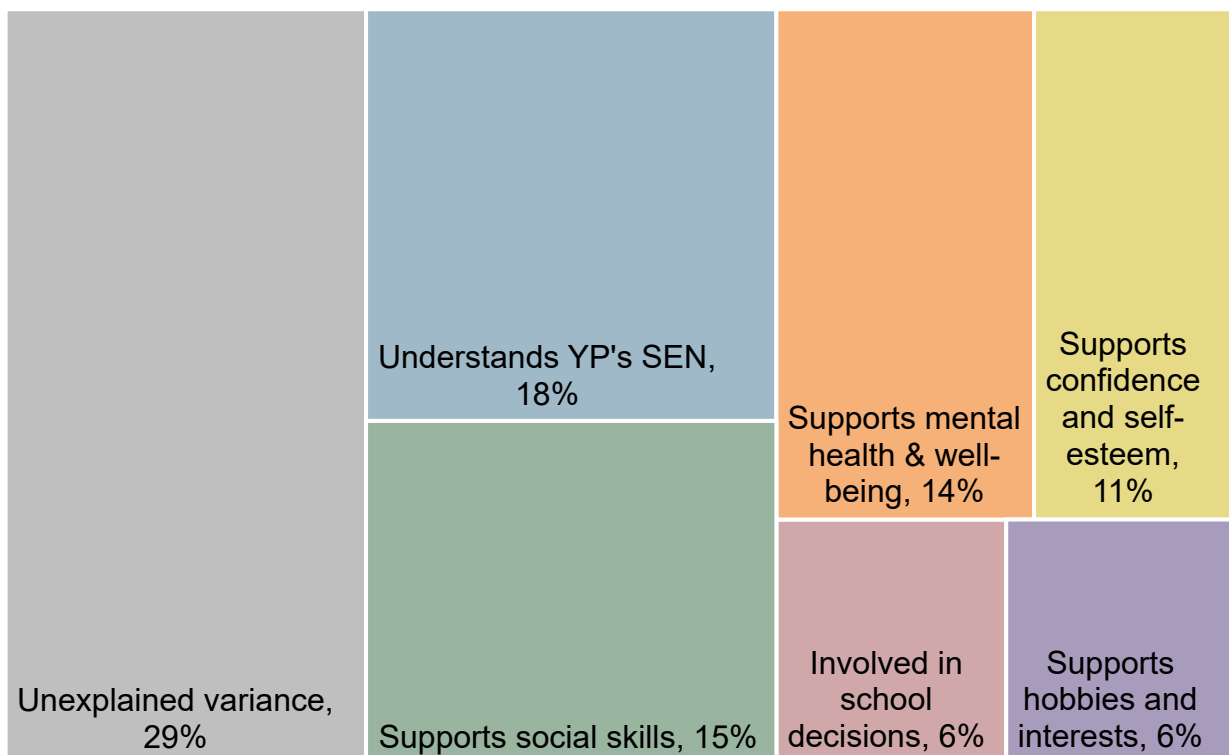 Unexplained variance,
29%
Understands YP's SEN,
18%
Supports social skills, 15%
Supports mental
health & well-
being, 14%
Supports
confidence
and self-
esteem,
11%
Involved in
school
decisions, 6%
Supports
hobbies and
interests, 6%